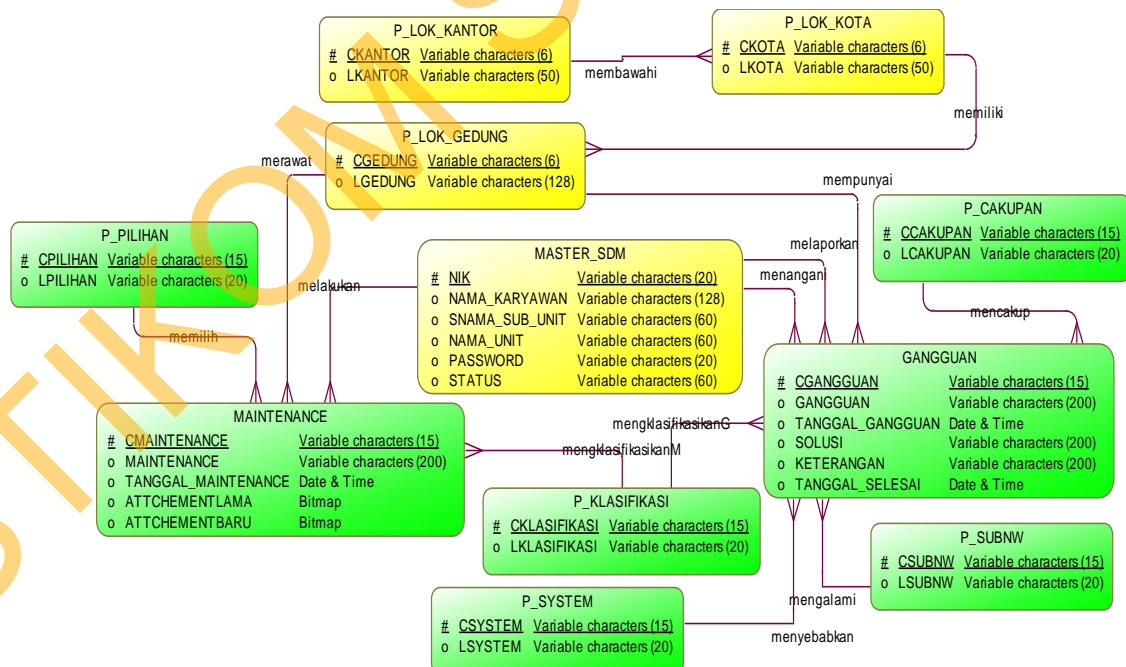 P_LOK_KANTOR
# CKANTOR Variable characters (6)
o LKANTOR Variable characters (50)
membawahi
P_LOK_KOTA
# CKOTA Variable characters (6)
o LKOTA Variable characters (50)
memiliki
P_LOK_GEDUNG
# CGEDUNG Variable characters (6)
o LGEDUNG Variable characters (128)
merawat
mempunyai
P_PILIHAN
# CPILIHAN Variable characters (15)
o LPILIHAN Variable characters (20)
memilih
melakukan
MASTER_SDM
# NIK Variable characters (20)
o NAMA_KARYAWAN Variable characters (128)
o SNAMA_SUB_UNIT Variable characters (60)
o NAMA_UNIT Variable characters (60)
o PASSWORD Variable characters (20)
o STATUS Variable characters (60)
melaporkan
menangani
P_CAKUPAN
# CCAKUPAN Variable characters (15)
o LCAKUPAN Variable characters (20)
mencakup
MAINTENANCE
# CMAINTENANCE Variable characters (15)
o MAINTENANCE Variable characters (200)
o TANGGAL_MAINTENANCE Date & Time
o ATTCHEMENTLAMA Bitmap
o ATTCHEMENTBARU Bitmap
mengklasifikasikanG
mengklasifikasikanM
GANGGUAN
# CGANGGUAN Variable characters (15)
o GANGGUAN Variable characters (200)
o TANGGAL_GANGGUAN Date & Time
o SOLUSI Variable characters (200)
o KETERANGAN Variable characters (200)
o TANGGAL_SELESAI Date & Time
P_KLASIFIKASI
# CKLASIFIKASI Variable characters (15)
o LKLASIFIKASI Variable characters (20)
P_SUBNW
# CSUBNW Variable characters (15)
o LSUBNW Variable characters (20)
mengalami
P_SYSTEM
# CSYSTEM Variable characters (15)
o LSYSTEM Variable characters (20)
menyebabkan
STIKOM S